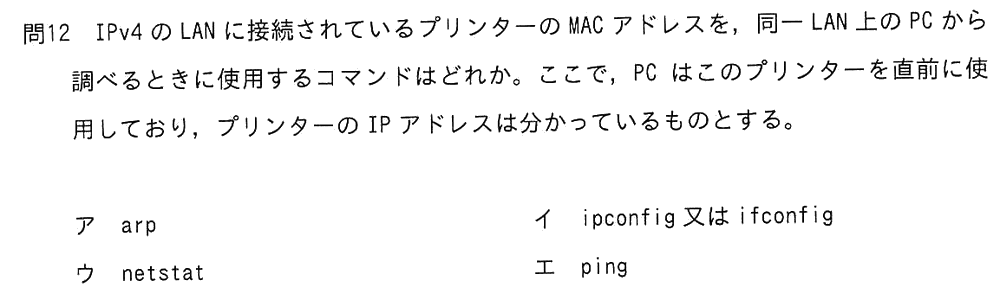 問12 IPv4 の LAN に接続されているプリンターの MAC アドレスを，同一 LAN 上の PC から
調べるときに使用するコマンドはどれか。ここで，PC はこのプリンターを直前に使
用しており，プリンターの IP アドレスは分かっているものとする。
ア arp イ ipconfig 又は ifconfig
ウ netstat エ ping